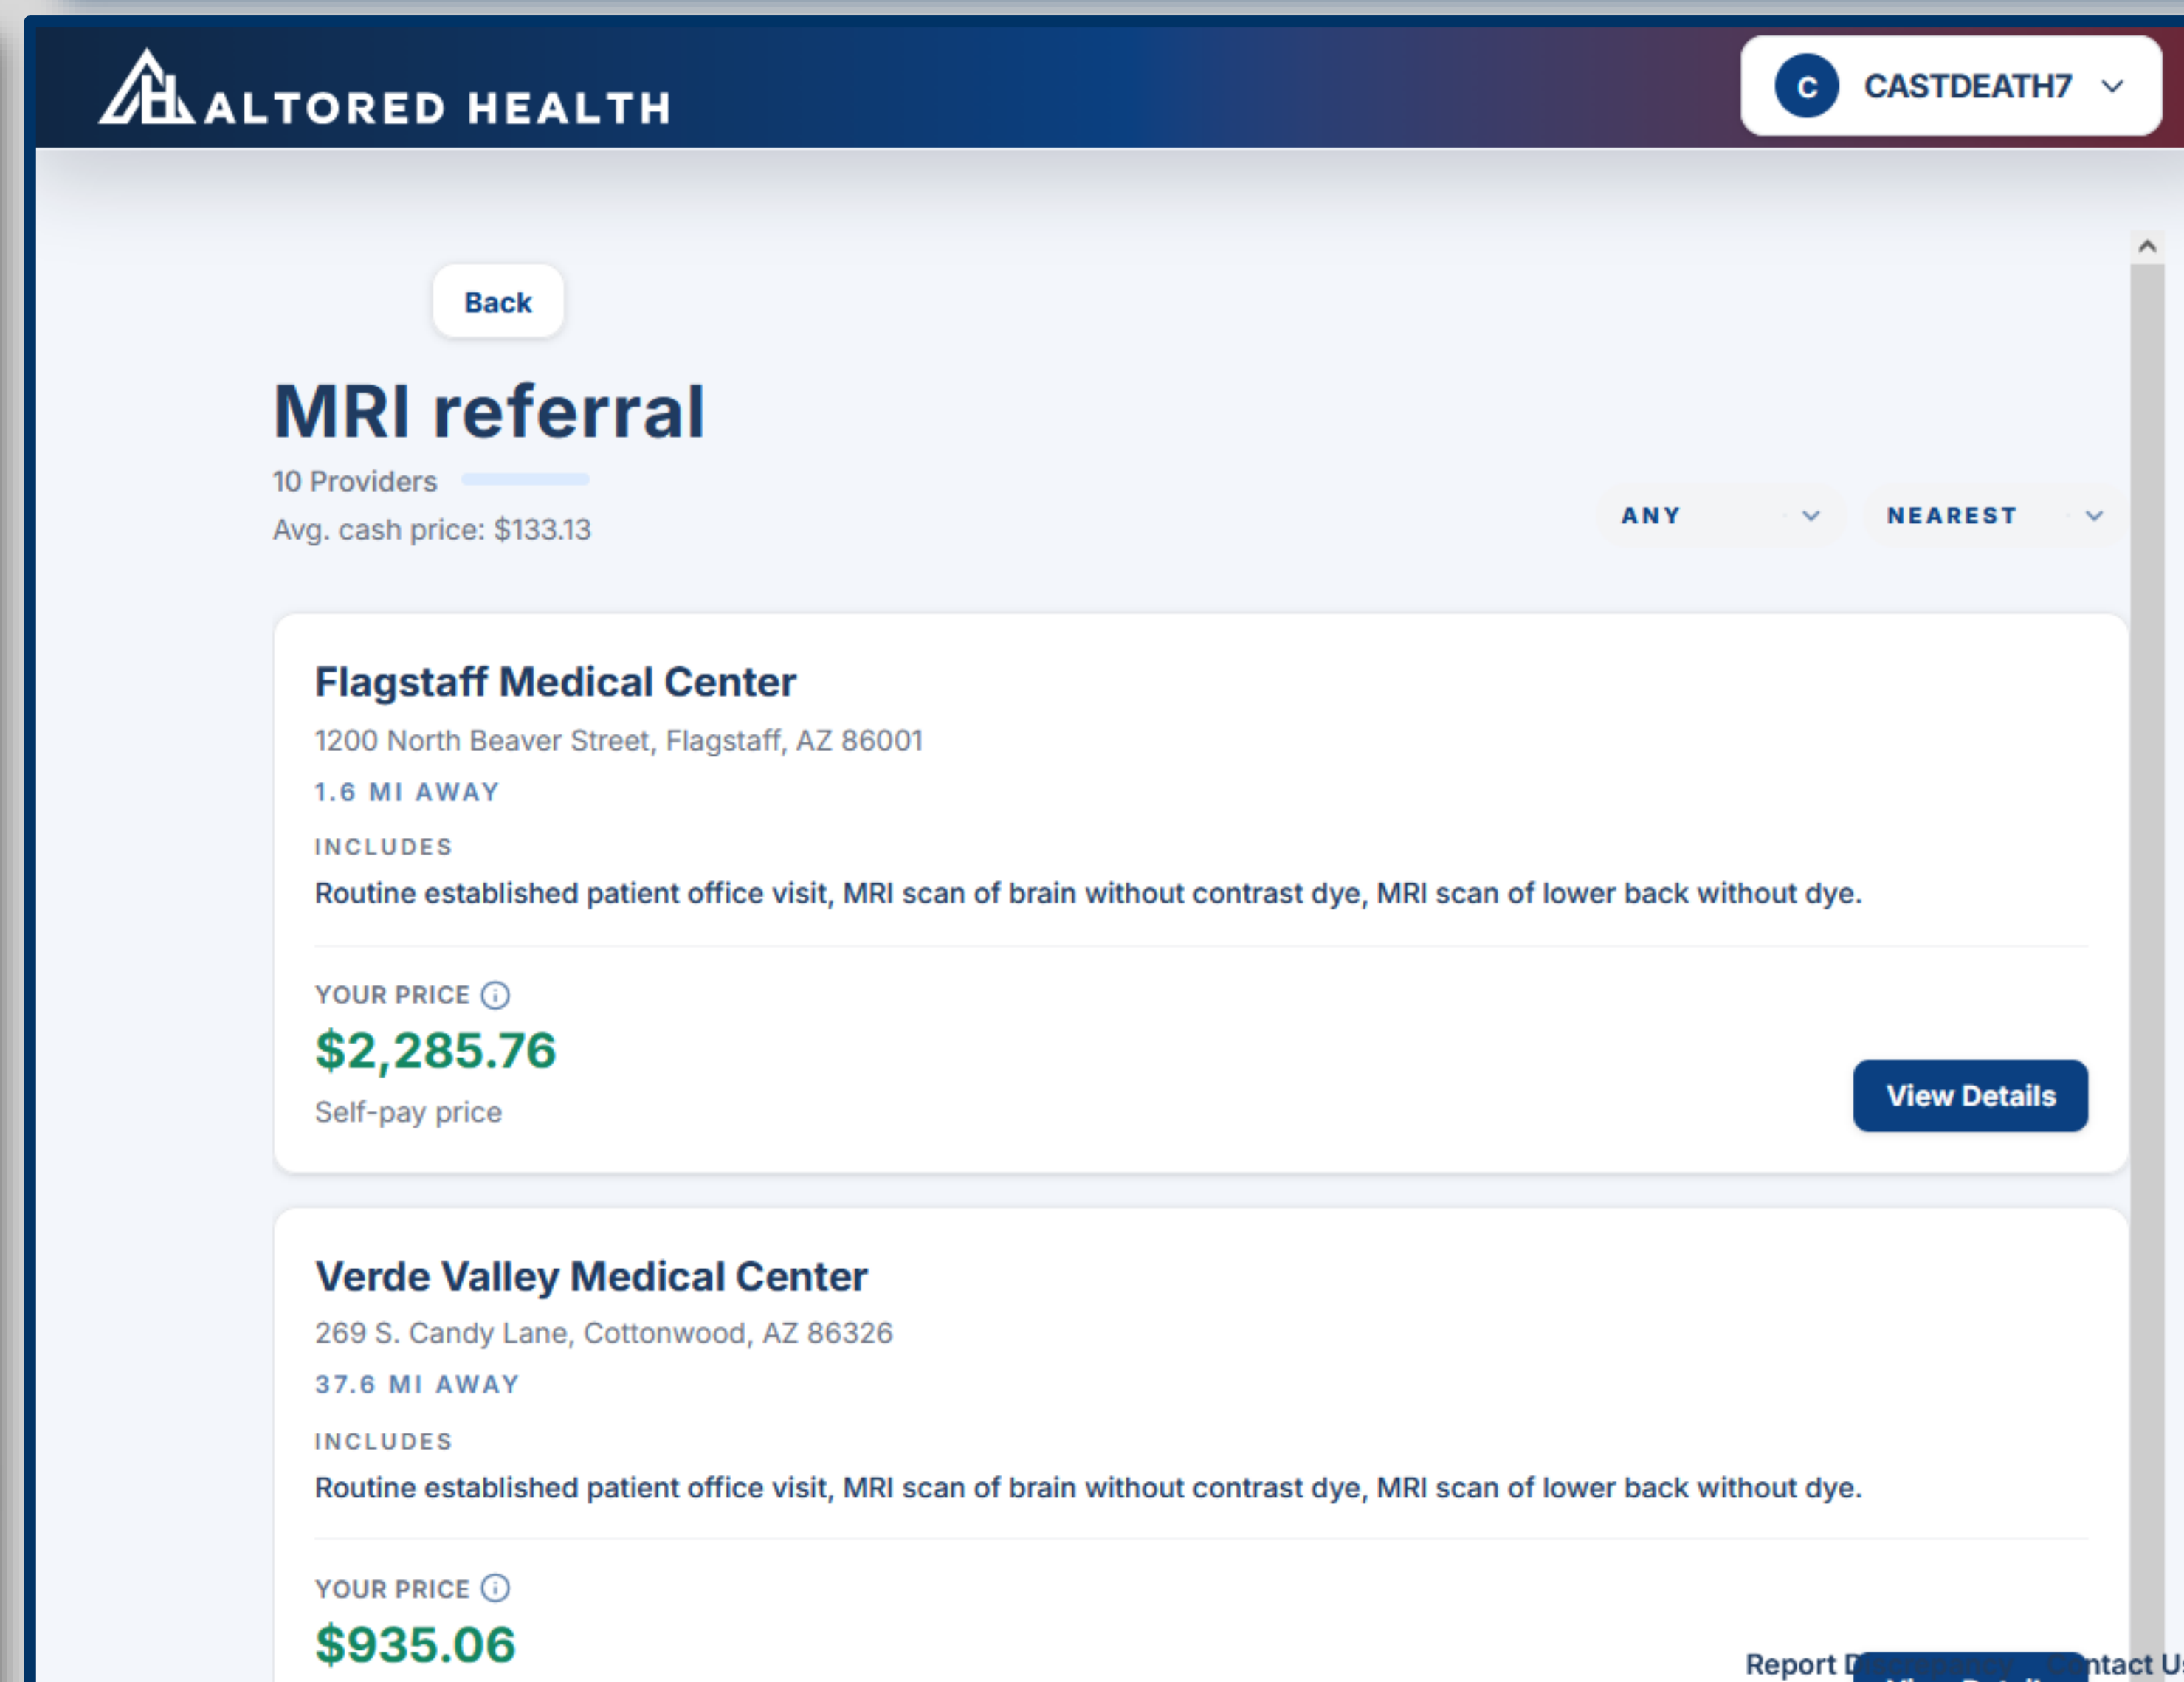 ALTORED HEALTH
C CASTDEATH7
Back
MRI referral
10 Providers
Avg. cash price: $133.13
ANY NEAREST
Flagstaff Medical Center
1200 North Beaver Street, Flagstaff, AZ 86001
1.6 MI AWAY
INCLUDES
Routine established patient office visit, MRI scan of brain without contrast dye, MRI scan of lower back without dye.
YOUR PRICE
$2,285.76
Self-pay price
View Details
Verde Valley Medical Center
269 S. Candy Lane, Cottonwood, AZ 86326
37.6 MI AWAY
INCLUDES
Routine established patient office visit, MRI scan of brain without contrast dye, MRI scan of lower back without dye.
YOUR PRICE
$935.06
Report Discrepancy